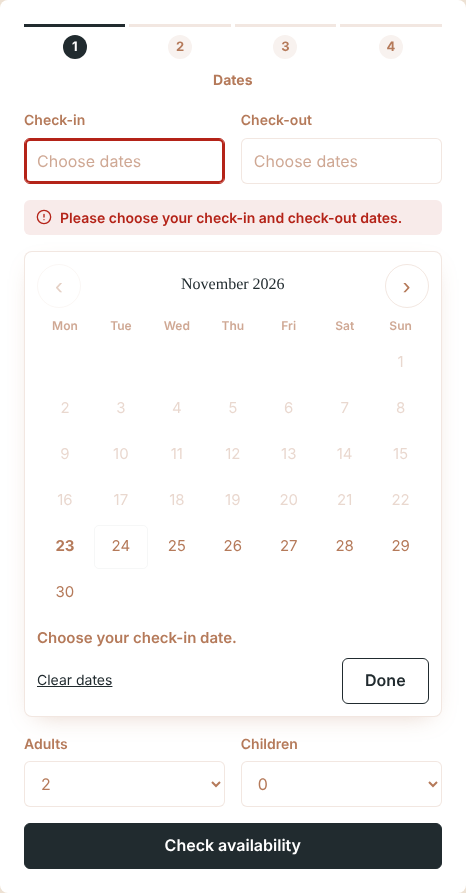 1 2 3 4
Dates
Check-in Check-out
Choose dates Choose dates
Please choose your check-in and check-out dates.
‹ November 2026 ›
Mon Tue Wed Thu Fri Sat Sun
1
2 3 4 5 6 7 8
9 10 11 12 13 14 15
16 17 18 19 20 21 22
23 24 25 26 27 28 29
30
Choose your check-in date.
Clear dates Done
Adults Children
2 0
Check availability